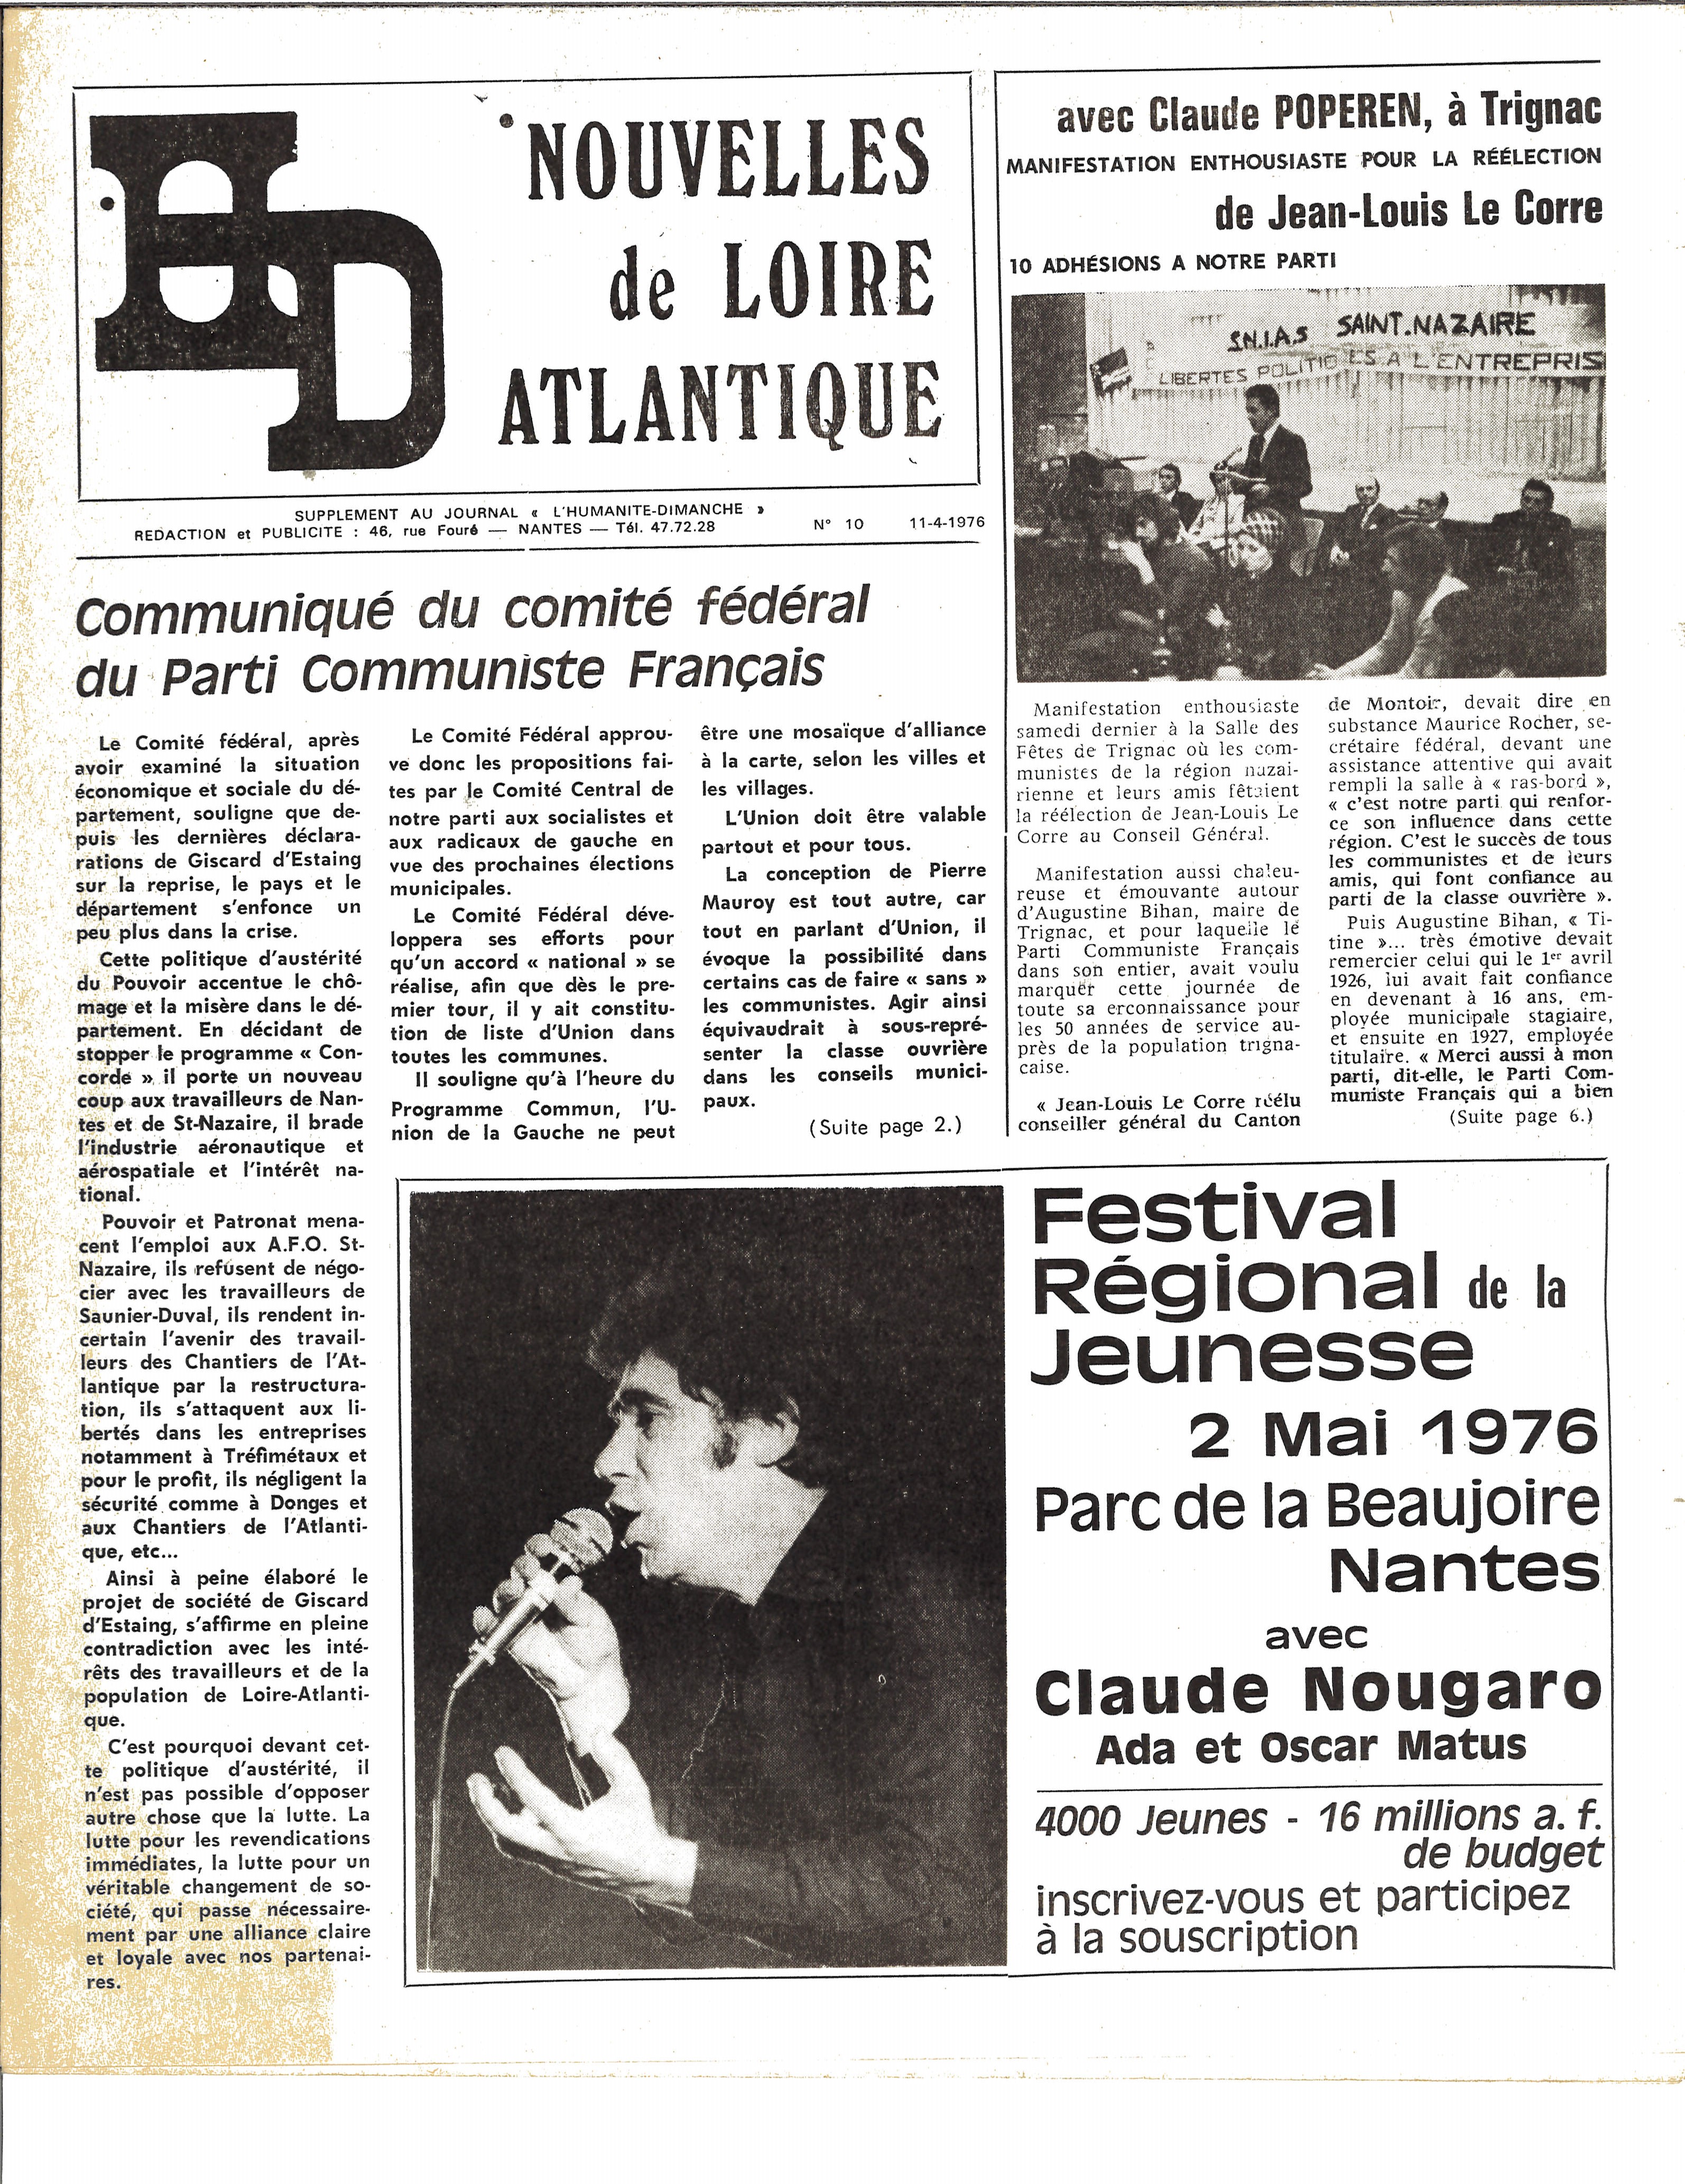 HD
NOUVELLES
de LOIRE
ATLANTIQUE
SUPPLEMENT AU JOURNAL « L'HUMANITE-DIMANCHE »
REDACTION et PUBLICITE : 46, rue Fouré — NANTES — Tél. 47.72.28 N° 10 11-4-1976
Communiqué du comité fédéral
du Parti Communiste Français
Le Comité fédéral, après
avoir examiné la situation
économique et sociale du dé-
partement, souligne que de-
puis les dernières déclara-
rations de Giscard d'Estaing
sur la reprise, le pays et le
département s'enfonce un
peu plus dans la crise.
Cette politique d'austérité
du Pouvoir accentue le chô-
mage et la misère dans le dé-
partement. En décidant de
stopper le programme « Con-
corde » il porte un nouveau
coup aux travailleurs de Nan-
tes et de St-Nazaire, il brade
l'industrie aéronautique et
aérospatiale et l'intérêt na-
tional.
Pouvoir et Patronat mena-
cent l'emploi aux A.F.O. St-
Nazaire, ils refusent de négo-
cier avec les travailleurs de
Saunier-Duval, ils rendent in-
certain l'avenir des travail-
leurs des Chantiers de l'At-
lantique par la restructura-
tion, ils s'attaquent aux li-
bertés dans les entreprises
notamment à Tréfimétaux et
pour le profit, ils négligent la
sécurité comme à Donges et
aux Chantiers de l'Atlanti-
que, etc...
Ainsi à peine élaboré le
projet de société de Giscard
d'Estaing, s'affirme en pleine
contradiction avec les inté-
rêts des travailleurs et de la
population de Loire-Atlanti-
que.
C'est pourquoi devant cet-
te politique d'austérité, il
n'est pas possible d'opposer
autre chose que la lutte. La
lutte pour les revendications
immédiates, la lutte pour un
véritable changement de so-
ciété, qui passe nécessaire-
ment par une alliance claire
et loyale avec nos partenai-
res.
Le Comité Fédéral approu-
ve donc les propositions fai-
tes par le Comité Central de
notre parti aux socialistes et
aux radicaux de gauche en
vue des prochaines élections
municipales.
Le Comité Fédéral déve-
loppera ses efforts pour
qu'un accord « national » se
réalise, afin que dès le pre-
mier tour, il y ait constitu-
tion de liste d'Union dans
toutes les communes.
Il souligne qu'à l'heure du
Programme Commun, l'U-
nion de la Gauche ne peut
être une mosaïque d'alliance
à la carte, selon les villes et
les villages.
L'Union doit être valable
partout et pour tous.
La conception de Pierre
Mauroy est tout autre, car
tout en parlant d'Union, il
évoque la possibilité dans
certains cas de faire « sans »
les communistes. Agir ainsi
équivaudrait à sous-repré-
senter la classe ouvrière
dans les conseils munici-
paux.
(Suite page 2.)
avec Claude POPEREN, à Trignac
MANIFESTATION ENTHOUSIASTE POUR LA RÉÉLECTION
de Jean-Louis Le Corre
10 ADHÉSIONS A NOTRE PARTI
S.N.I.A.S SAINT.NAZAIRE
LIBERTES POLITIQUES A L'ENTREPRIS
Manifestation enthousiaste
samedi dernier à la Salle des
Fêtes de Trignac où les com-
munistes de la région nazai-
rienne et leurs amis fêtaient
la réélection de Jean-Louis Le
Corre au Conseil Général.
Manifestation aussi chaleu-
reuse et émouvante autour
d'Augustine Bihan, maire de
Trignac, et pour laquelle le
Parti Communiste Français
dans son entier, avait voulu
marquer cette journée de
toute sa erconnaissance pour
les 50 années de service au-
près de la population trigna-
caise.
« Jean-Louis Le Corre réélu
conseiller général du Canton
de Montoir, devait dire en
substance Maurice Rocher, se-
crétaire fédéral, devant une
assistance attentive qui avait
rempli la salle à « ras-bord »,
« c'est notre parti qui renfor-
ce son influence dans cette
région. C'est le succès de tous
les communistes et de leurs
amis, qui font confiance au
parti de la classe ouvrière ».
Puis Augustine Bihan, « Ti-
tine »... très émotive devait
remercier celui qui le 1er avril
1926, lui avait fait confiance
en devenant à 16 ans, em-
ployée municipale stagiaire,
et ensuite en 1927, employée
titulaire. « Merci aussi à mon
parti, dit-elle, le Parti Com-
muniste Français qui a bien
(Suite page 6.)
Festival
Régional de la
Jeunesse
2 Mai 1976
Parc de la Beaujoire
Nantes
avec
Claude Nougaro
Ada et Oscar Matus
4000 Jeunes - 16 millions a. f.
de budget
inscrivez-vous et participez
à la souscription